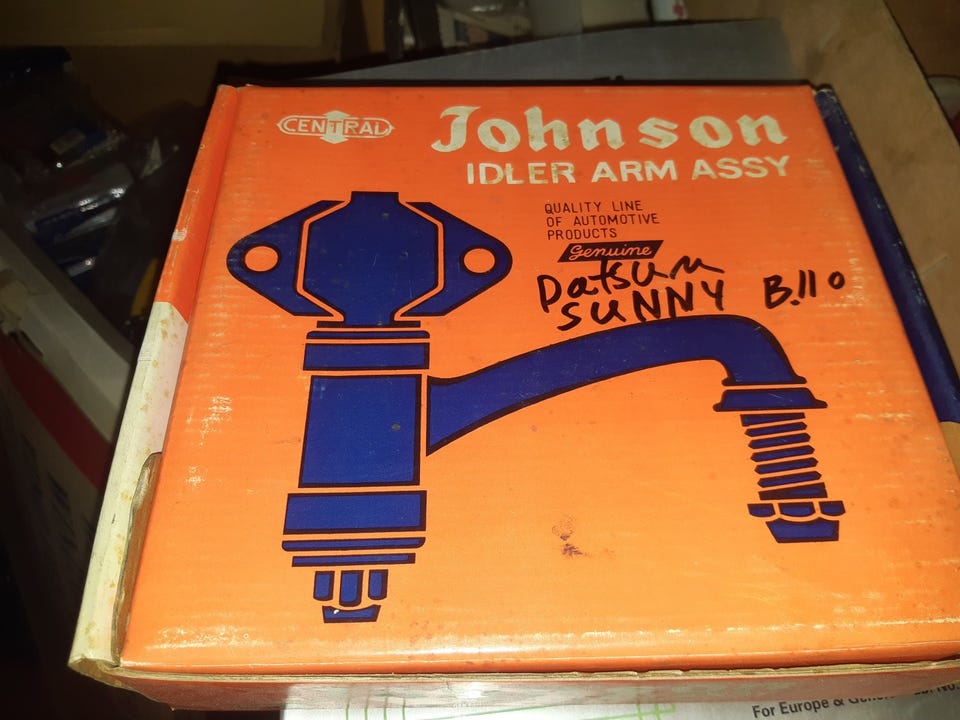 CENTRAL
Johnson
IDLER ARM ASSY
QUALITY LINE
OF AUTOMOTIVE
PRODUCTS
Genuine
Datsun
SUNNY B.110
For Europe &